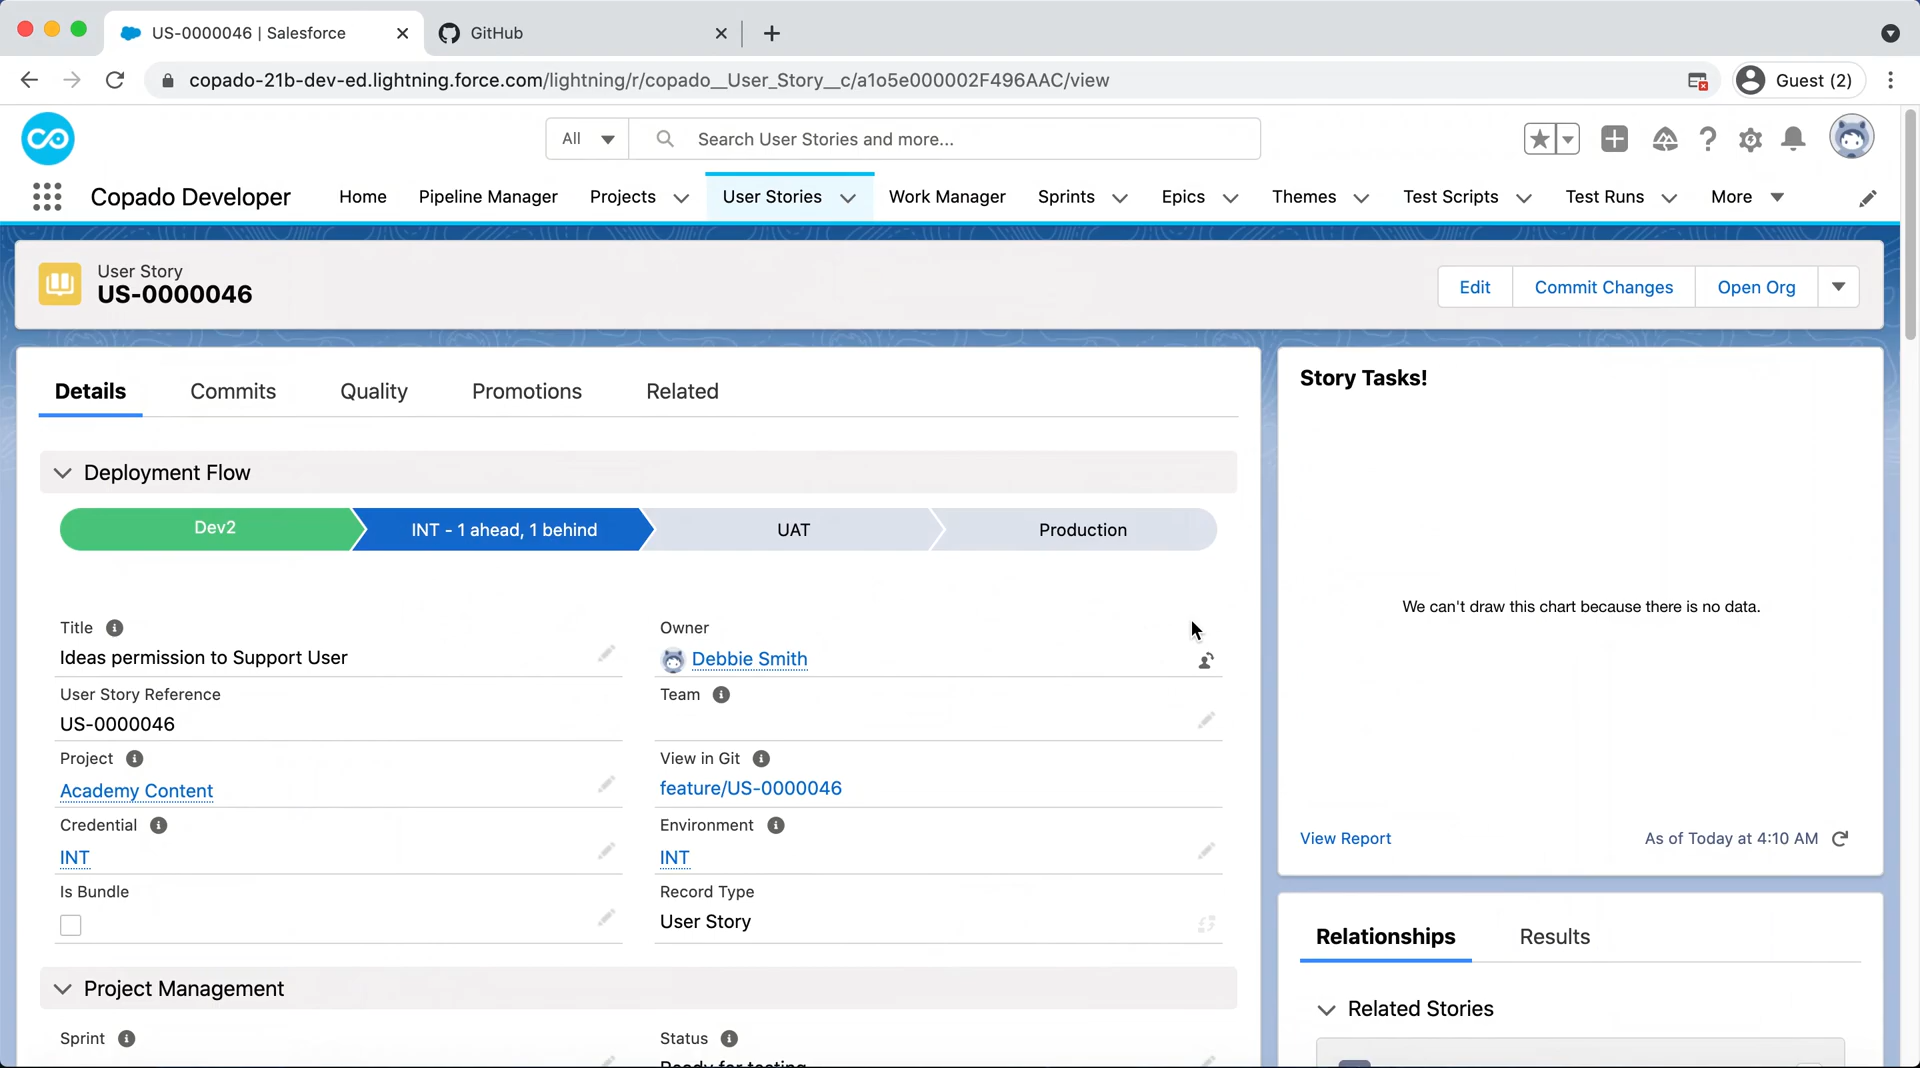 US-0000046 | Salesforce
GitHub
copado-21b-dev-ed.lightning.force.com/lightning/r/copado__User_Story__c/a1o5e000002F496AAC/view
Guest (2)
All
Search User Stories and more...
Copado Developer
Home
Pipeline Manager
Projects
User Stories
Work Manager
Sprints
Epics
Themes
Test Scripts
Test Runs
More
User Story
US-0000046
Edit
Commit Changes
Open Org
Details
Commits
Quality
Promotions
Related
Deployment Flow
Dev2
INT - 1 ahead, 1 behind
UAT
Production
Title
Ideas permission to Support User
Owner
Debbie Smith
User Story Reference
US-0000046
Team
Project
Academy Content
View in Git
feature/US-0000046
Credential
INT
Environment
INT
Is Bundle
Record Type
User Story
Project Management
Sprint
Status
Ready for testing
Story Tasks!
We can't draw this chart because there is no data.
View Report
As of Today at 4:10 AM
Relationships
Results
Related Stories